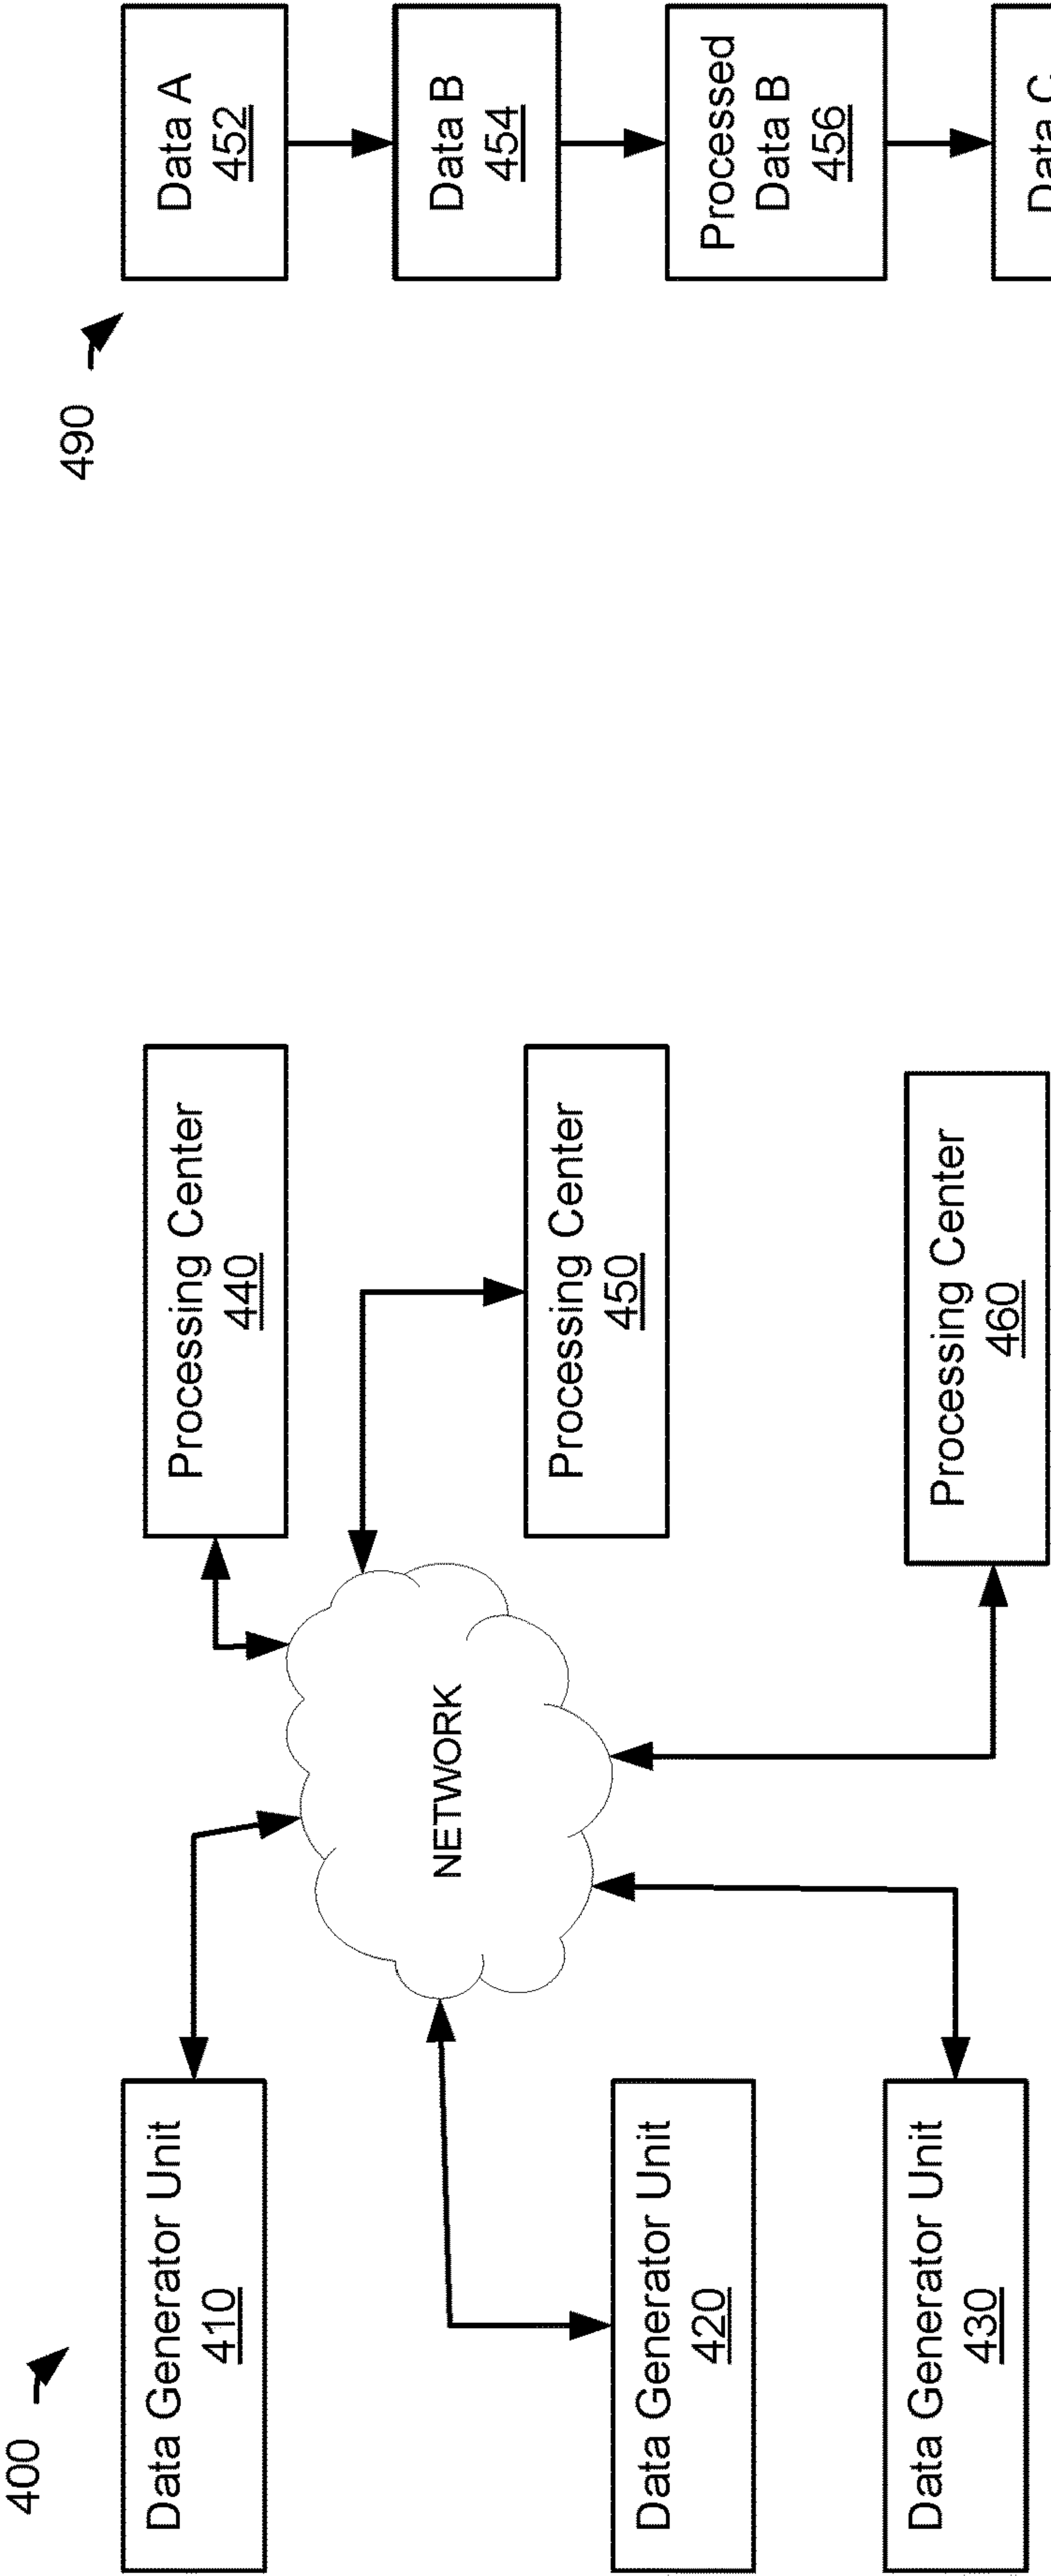 400
Data Generator Unit
410
Data Generator Unit
420
Data Generator Unit
430
NETWORK
Processing Center
440
Processing Center
450
Processing Center
460
490
Data A
452
Data B
454
Processed
Data B
456
Data C